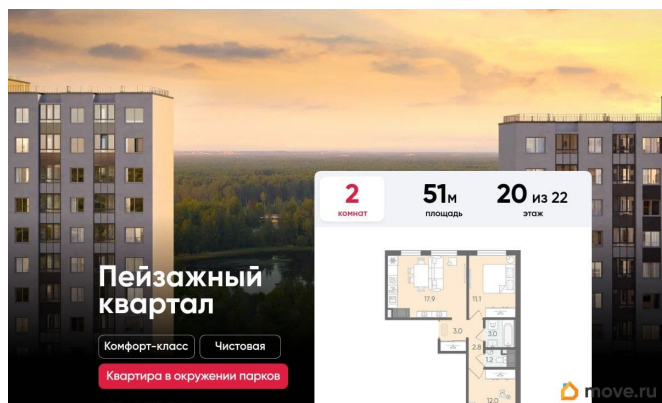 2
комнат
51м
площадь
20 из 22
этаж
Пейзажный
квартал
Комфорт-класс
Чистовая
Квартира в окружении парков
17.9
11.1
3.0
3.0
2.8
1.2
12.0
move.ru